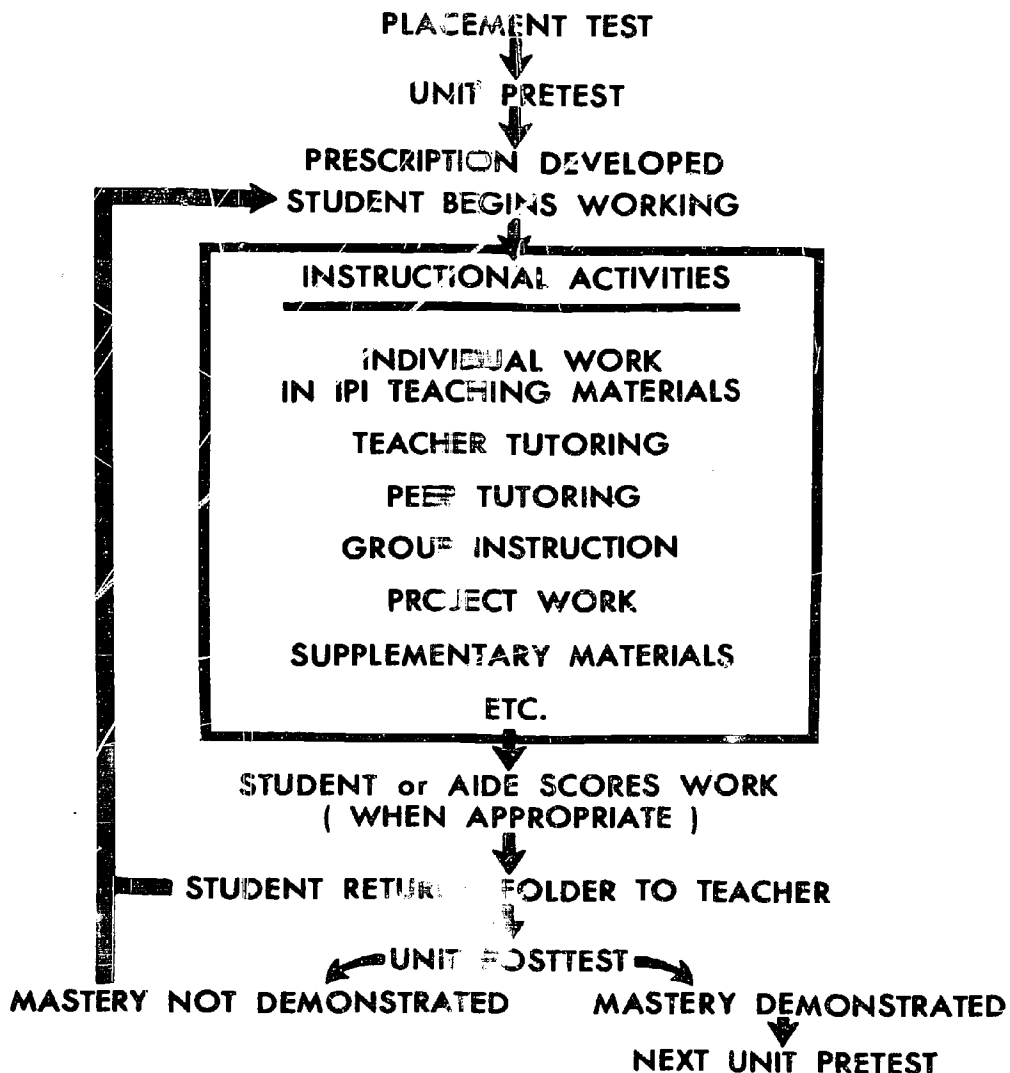 PLACEMENT TEST
UNIT PRETEST
PRESCRIPTION DEVELOPED
STUDENT BEGINS WORKING
INSTRUCTIONAL ACTIVITIES
INDIVIDUAL WORK
IN IPI TEACHING MATERIALS
TEACHER TUTORING
PEER TUTORING
GROUP INSTRUCTION
PROJECT WORK
SUPPLEMENTARY MATERIALS
ETC.
STUDENT or AIDE SCORES WORK
( WHEN APPROPRIATE )
STUDENT RETURNS FOLDER TO TEACHER
UNIT POSTTEST
MASTERY NOT DEMONSTRATED
MASTERY DEMONSTRATED
NEXT UNIT PRETEST